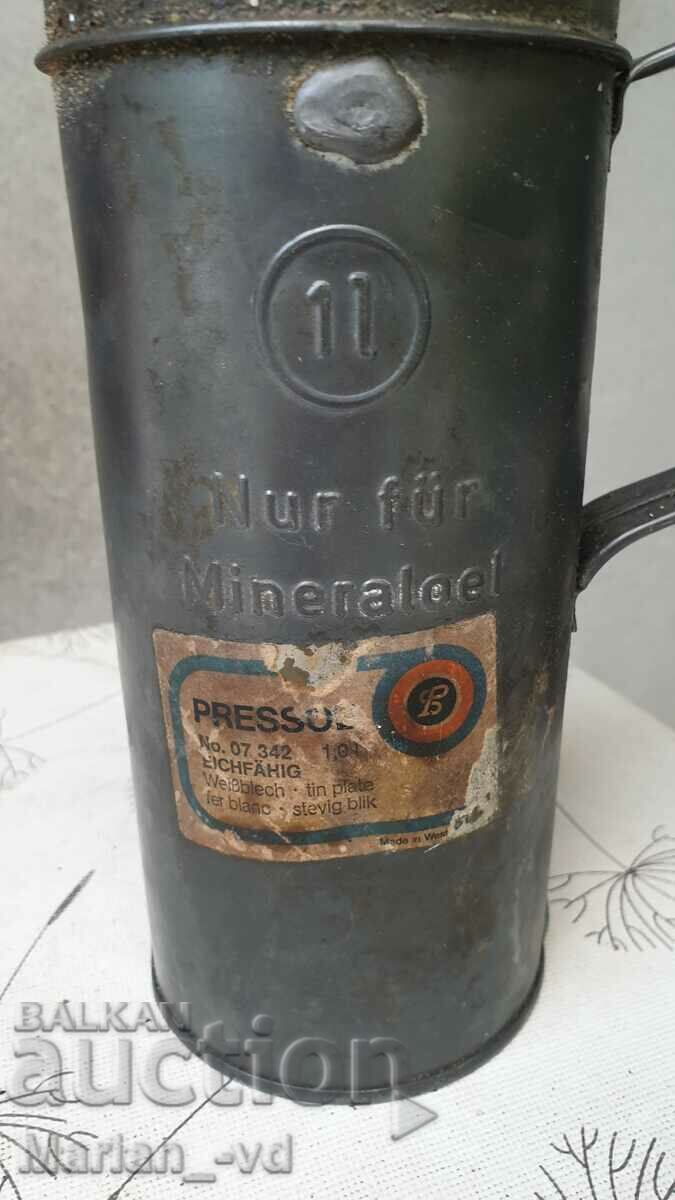 1l
Nur für
Mineraloel
PRESSOL
No. 07 342 1,0 l
EICHFÄHIG
Weißblech · tin plate
fer blanc · stevig blik
Made in West
BALKAN
auction
Marian_-vd